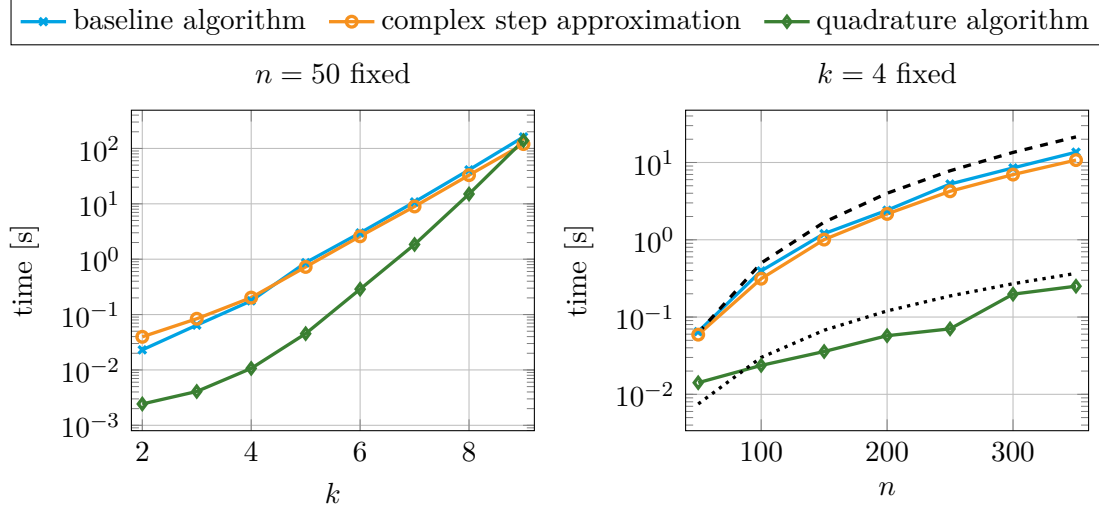 baseline algorithm complex step approximation quadrature algorithm
n = 50 fixed
time [s]
10^2
10^1
10^0
10^−1
10^−2
10^−3
2 4 6 8
k
k = 4 fixed
time [s]
10^1
10^0
10^−1
10^−2
100 200 300
n